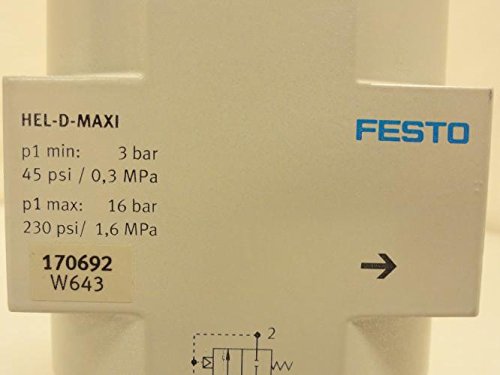 HEL-D-MAXI
FESTO
p1 min: 3 bar
45 psi / 0,3 MPa
p1 max: 16 bar
230 psi/ 1,6 MPa
170692
W643
2